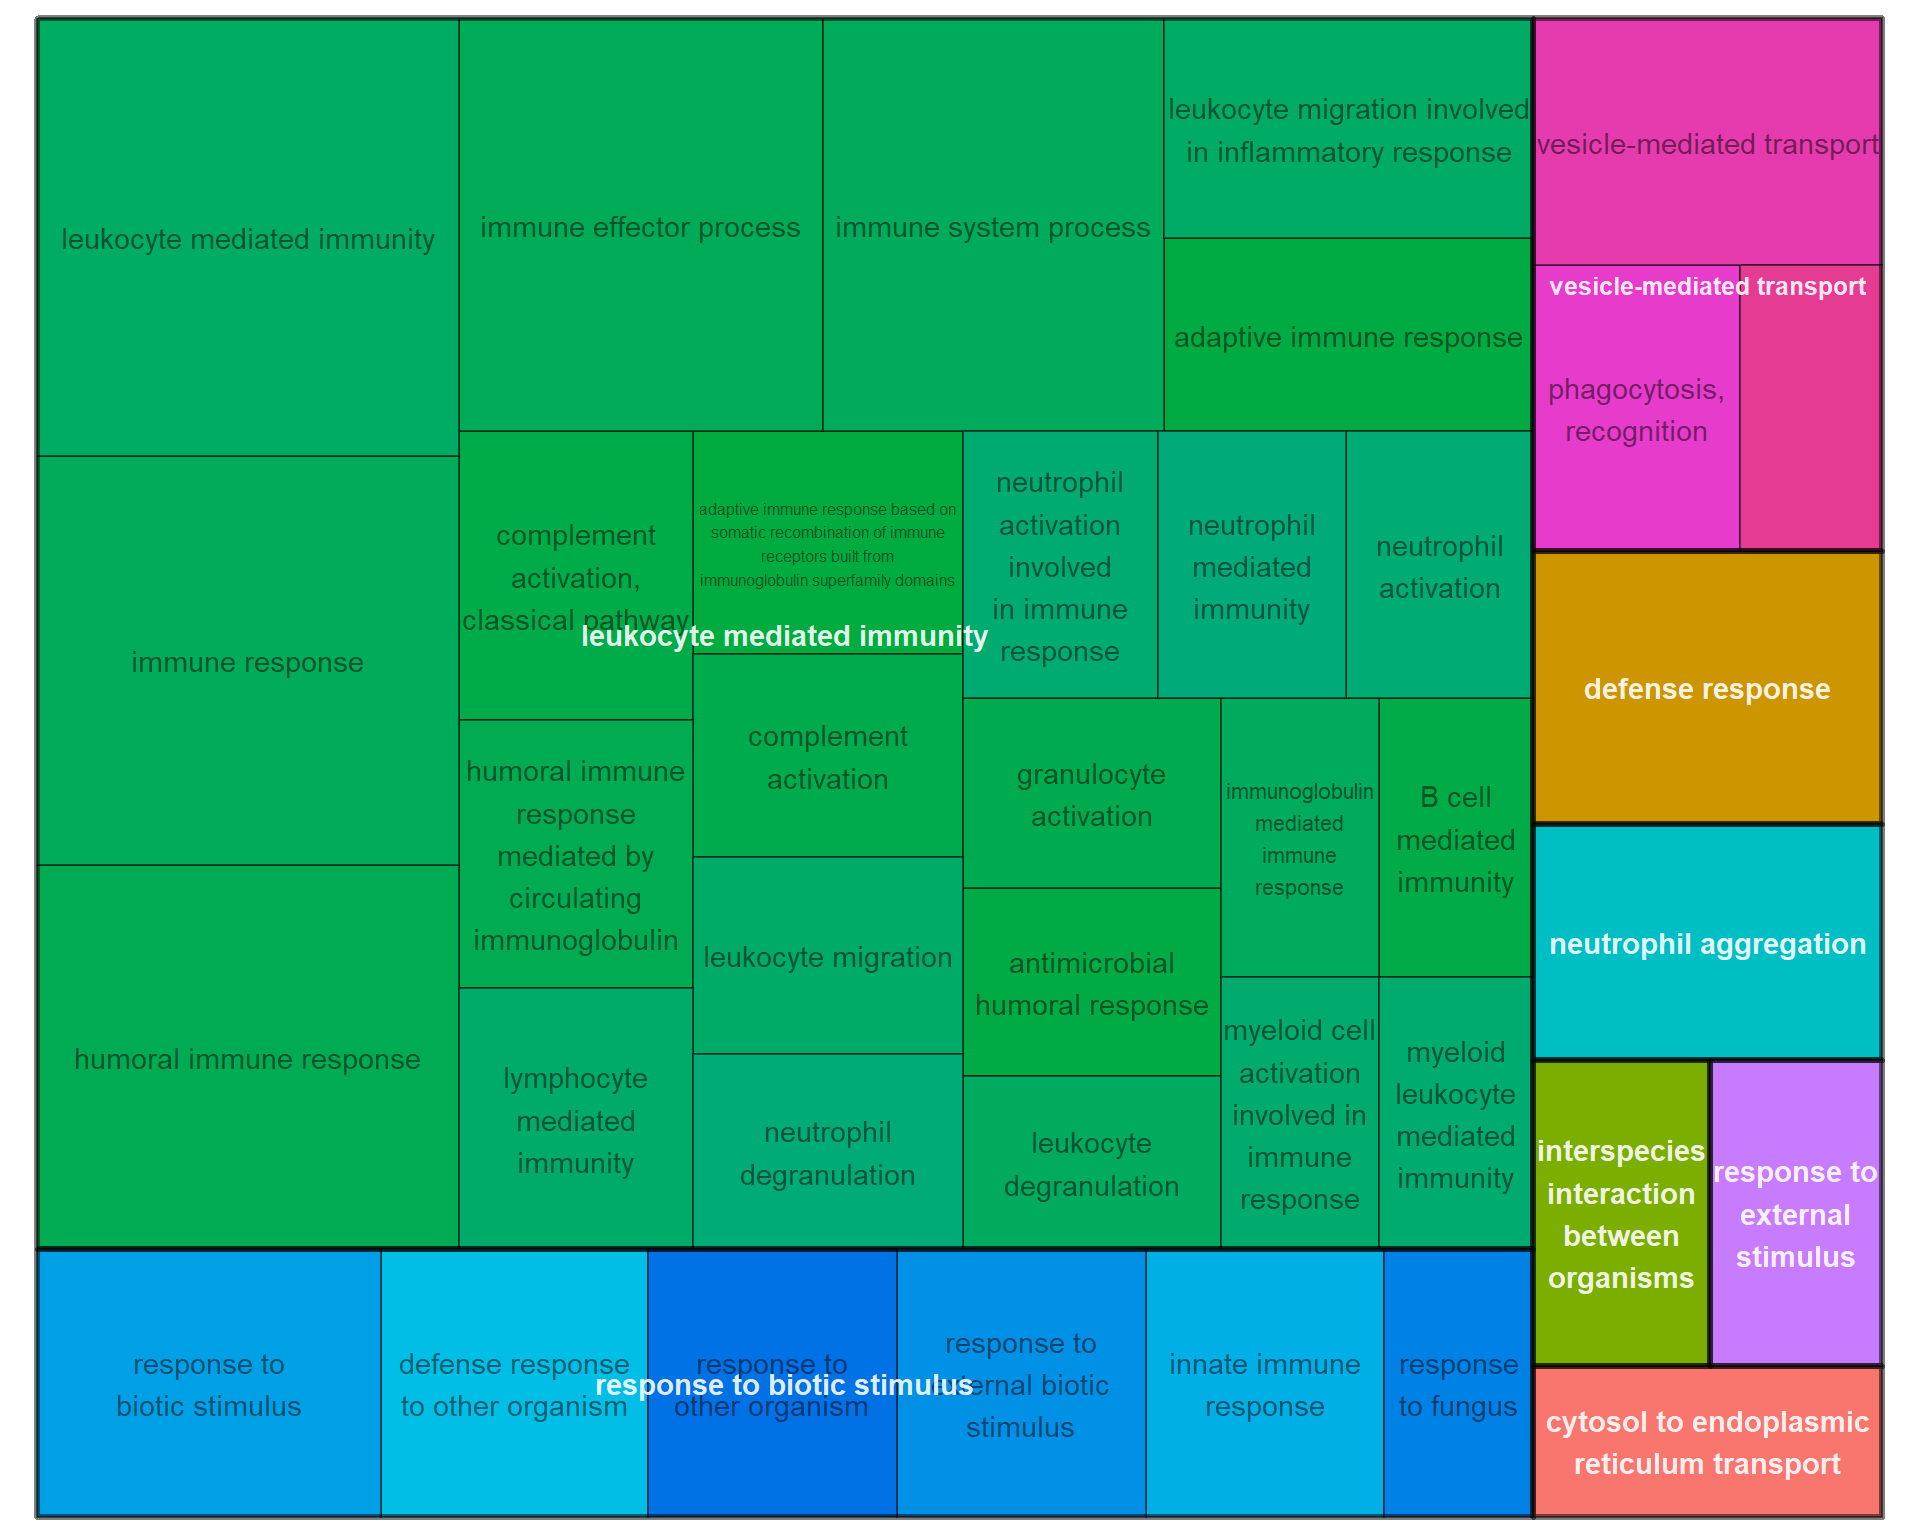 leukocyte mediated immunity
immune response
humoral immune response
immune effector process
immune system process
leukocyte migration involved
in inflammatory response
adaptive immune response
complement
activation,
classical pathway
adaptive immune response based on
somatic recombination of immune
receptors built from
immunoglobulin superfamily domains
leukocyte mediated immunity
neutrophil
activation
involved
in immune
response
neutrophil
mediated
immunity
neutrophil
activation
humoral immune
response
mediated by
circulating
immunoglobulin
complement
activation
leukocyte migration
lymphocyte
mediated
immunity
neutrophil
degranulation
granulocyte
activation
antimicrobial
humoral response
leukocyte
degranulation
immunoglobulin
mediated
immune
response
B cell
mediated
immunity
myeloid cell
activation
involved in
immune
response
myeloid
leukocyte
mediated
immunity
response to
biotic stimulus
defense response
to other organism
response to
other organism
response to biotic stimulus
response to
external biotic
stimulus
innate immune
response
response
to fungus
vesicle-mediated transport
vesicle-mediated transport
phagocytosis,
recognition
defense response
neutrophil aggregation
interspecies
interaction
between
organisms
response to
external
stimulus
cytosol to endoplasmic
reticulum transport